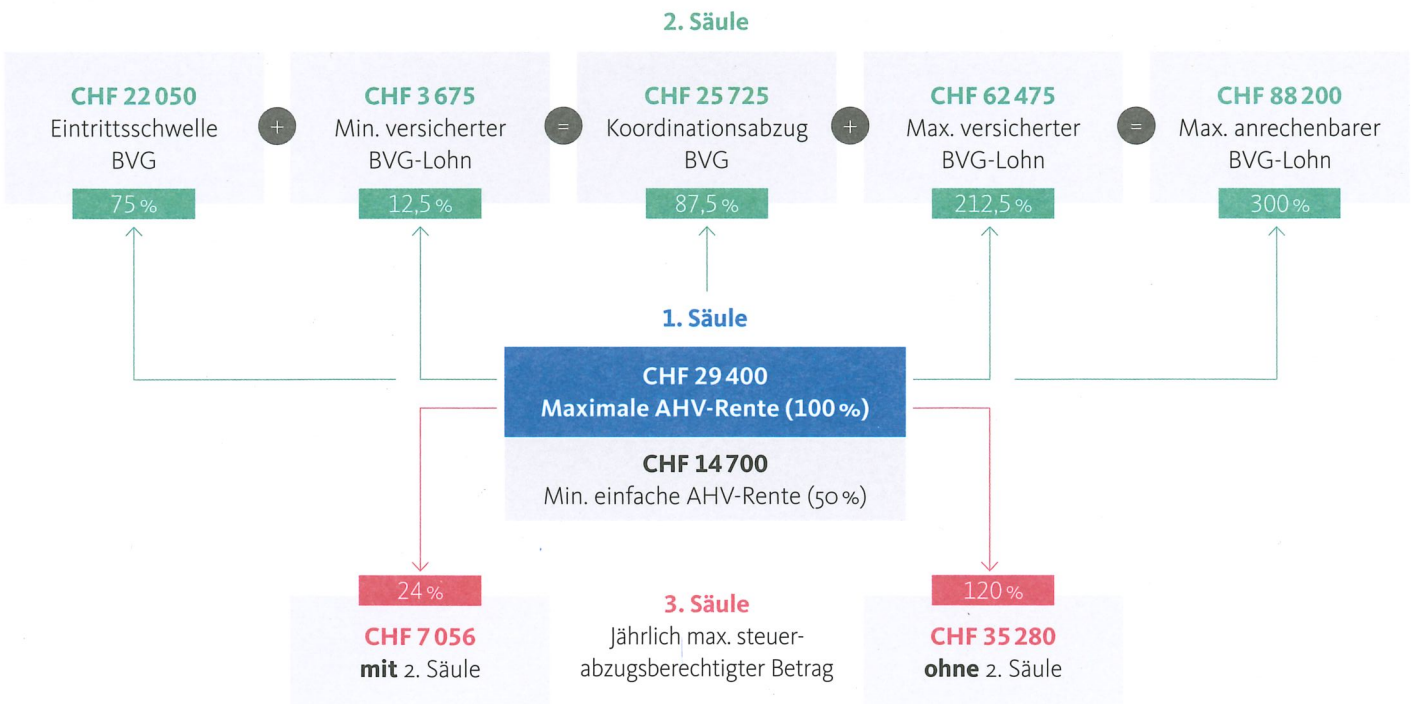 2. Säule
CHF 22 050
Eintrittsschwelle
BVG
75 %
+
CHF 3 675
Min. versicherter
BVG-Lohn
12,5 %
=
CHF 25 725
Koordinationsabzug
BVG
87,5 %
+
CHF 62 475
Max. versicherter
BVG-Lohn
212,5 %
=
CHF 88 200
Max. anrechenbarer
BVG-Lohn
300 %
1. Säule
CHF 29 400
Maximale AHV-Rente (100 %)
CHF 14 700
Min. einfache AHV-Rente (50 %)
24 %
CHF 7 056
mit 2. Säule
3. Säule
Jährlich max. steuer-
abzugsberechtigter Betrag
120 %
CHF 35 280
ohne 2. Säule